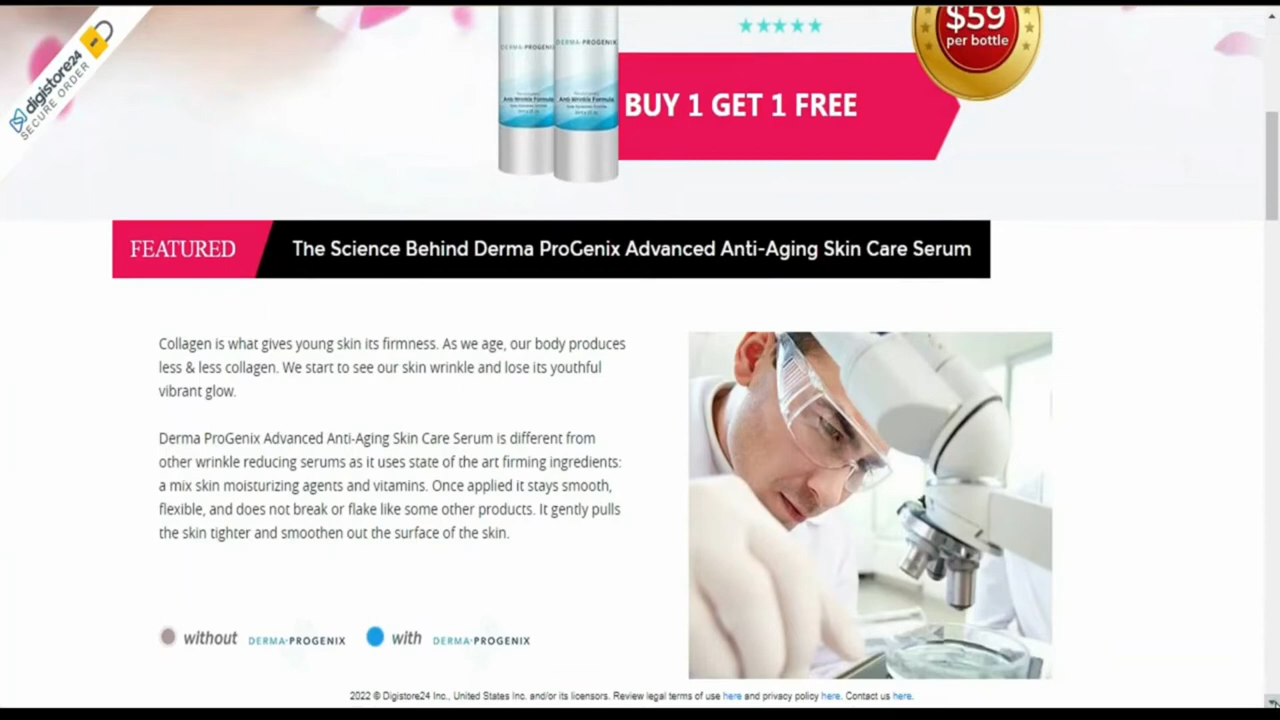 digistore24
SECURE ORDER
DERMA-PROGENIX
Anti Wrinkle Formula
Anti Wrinkle Formula
$59
per bottle
BUY 1 GET 1 FREE
FEATURED
The Science Behind Derma ProGenix Advanced Anti-Aging Skin Care Serum
Collagen is what gives young skin its firmness. As we age, our body produces
less & less collagen. We start to see our skin wrinkle and lose its youthful
vibrant glow.
Derma ProGenix Advanced Anti-Aging Skin Care Serum is different from
other wrinkle reducing serums as it uses state of the art firming ingredients:
a mix skin moisturizing agents and vitamins. Once applied it stays smooth,
flexible, and does not break or flake like some other products. It gently pulls
the skin tighter and smoothen out the surface of the skin.
without DERMA-PROGENIX with DERMA-PROGENIX
2022 © Digistore24 Inc., United States Inc. and/or its licensors. Review legal terms of use here and privacy policy here. Contact us here.